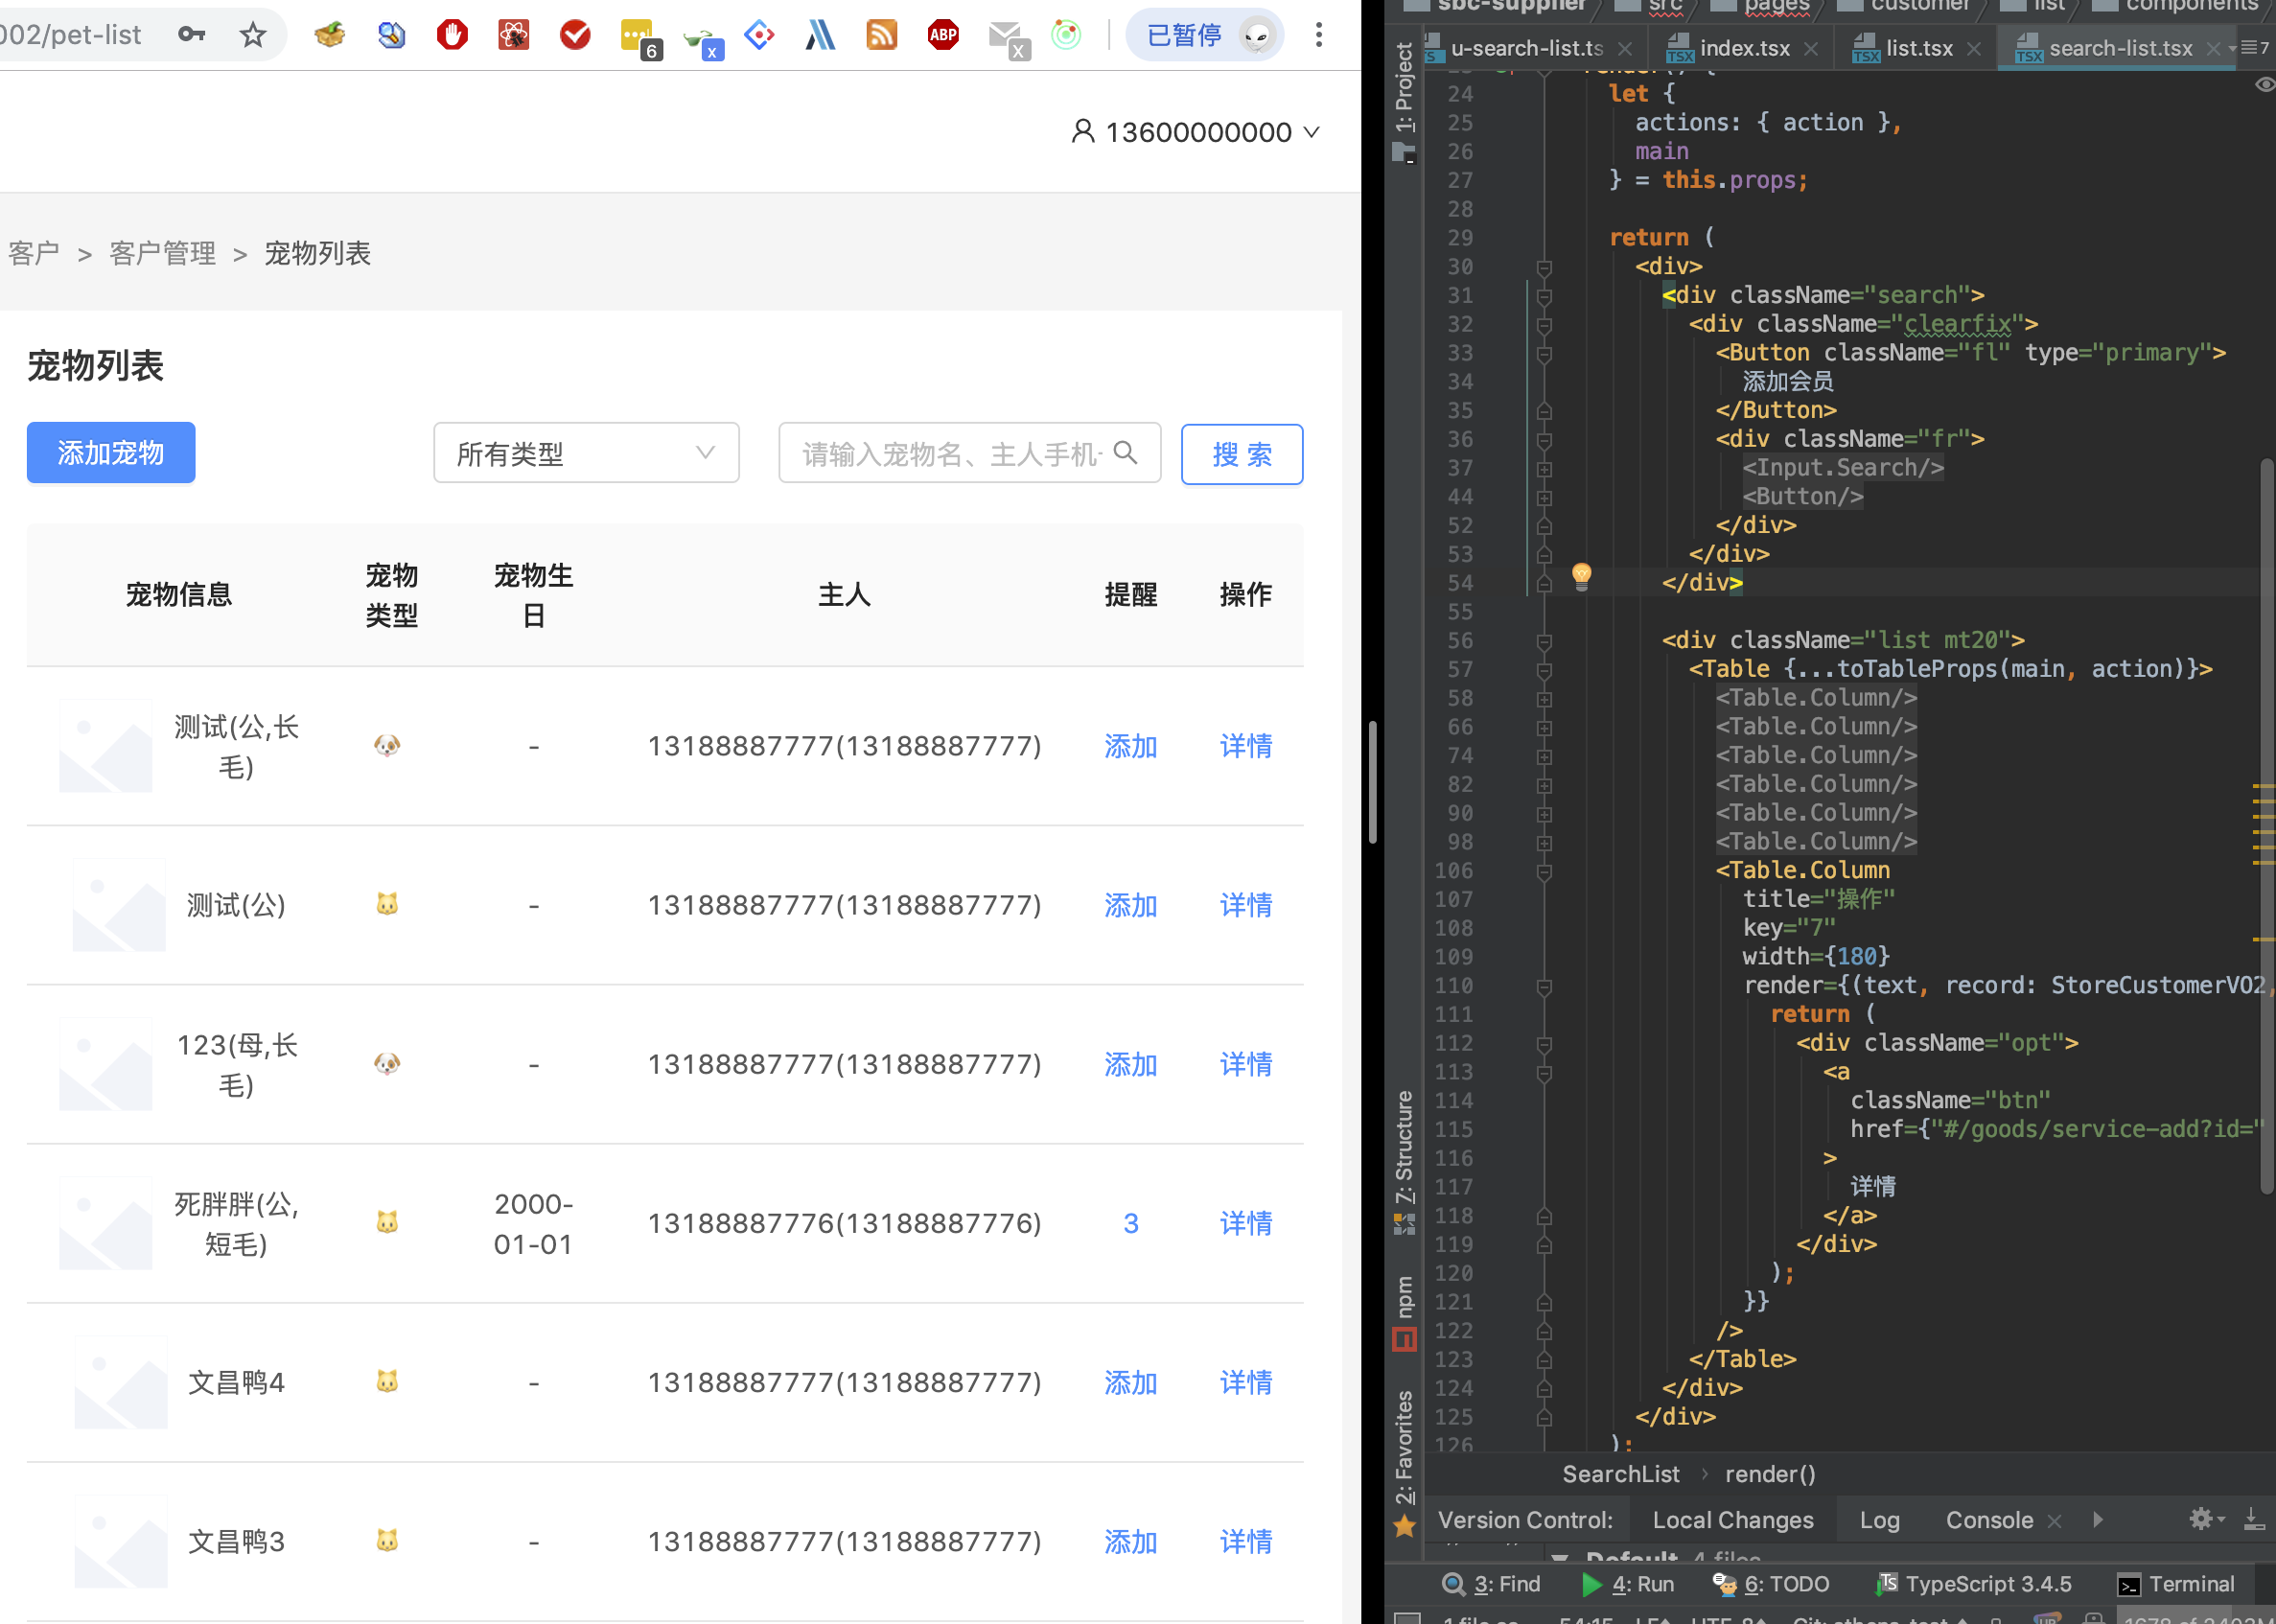 002/pet-list
6
x
ABP
x
已暂停
13600000000
客户 > 客户管理 > 宠物列表
宠物列表
添加宠物
所有类型
请输入宠物名、主人手机
搜 索
宠物信息 宠物类型 宠物生日 主人 提醒 操作
测试(公,长毛) - 13188887777(13188887777) 添加 详情
测试(公) - 13188887777(13188887777) 添加 详情
123(母,长毛) - 13188887777(13188887777) 添加 详情
死胖胖(公,短毛) 2000-01-01 13188887776(13188887776) 3 详情
文昌鸭4 - 13188887777(13188887777) 添加 详情
文昌鸭3 - 13188887777(13188887777) 添加 详情
sbc-supplier src pages customer list components
u-search-list.ts index.tsx list.tsx search-list.tsx 7
1: Project
7: Structure
npm
2: Favorites
24 let {
25 actions: { action },
26 main
27 } = this.props;
28
29 return (
30 <div>
31 <div className="search">
32 <div className="clearfix">
33 <Button className="fl" type="primary">
34 添加会员
35 </Button>
36 <div className="fr">
37 <Input.Search/>
44 <Button/>
52 </div>
53 </div>
54 </div>
55
56 <div className="list mt20">
57 <Table {...toTableProps(main, action)}>
58 <Table.Column/>
66 <Table.Column/>
74 <Table.Column/>
82 <Table.Column/>
90 <Table.Column/>
98 <Table.Column/>
106 <Table.Column
107 title="操作"
108 key="7"
109 width={180}
110 render={(text, record: StoreCustomerVO2,
111 return (
112 <div className="opt">
113 <a
114 className="btn"
115 href={"#/goods/service-add?id="
116 >
117 详情
118 </a>
119 </div>
120 );
121 }}
122 />
123 </Table>
124 </div>
125 </div>
126 );
SearchList › render()
Version Control: Local Changes Log Console
Default 4 files
3: Find 4: Run 6: TODO TypeScript 3.4.5 Terminal